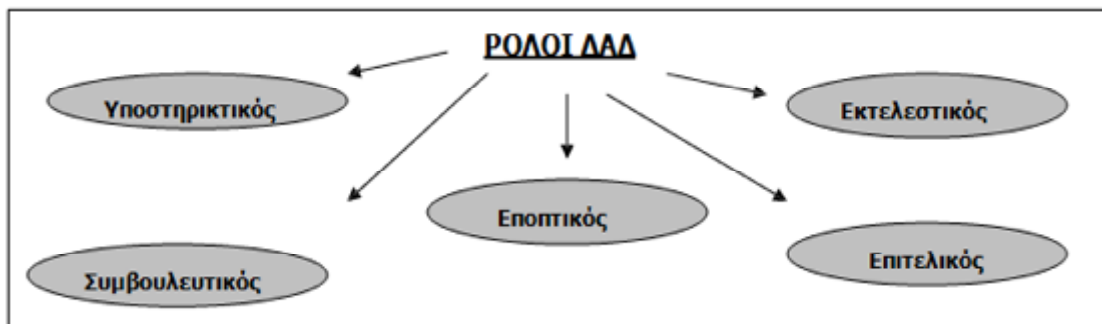 ΡΟΛΟΙ ΔΑΔ
Υποστηρικτικός
Εκτελεστικός
Εποπτικός
Συμβουλευτικός
Επιτελικός